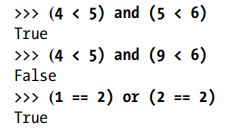 >>> (4 < 5) and (5 < 6)
True
>>> (4 < 5) and (9 < 6)
False
>>> (1 == 2) or (2 == 2)
True